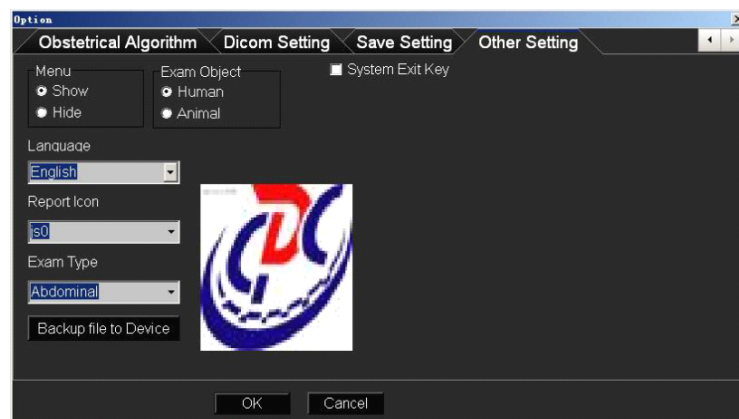 Option
Obstetrical Algorithm Dicom Setting Save Setting Other Setting
Menu
Show
Hide
Exam Object
Human
Animal
System Exit Key
Language
English
Report Icon
js0
Exam Type
Abdominal
Backup file to Device
OK Cancel